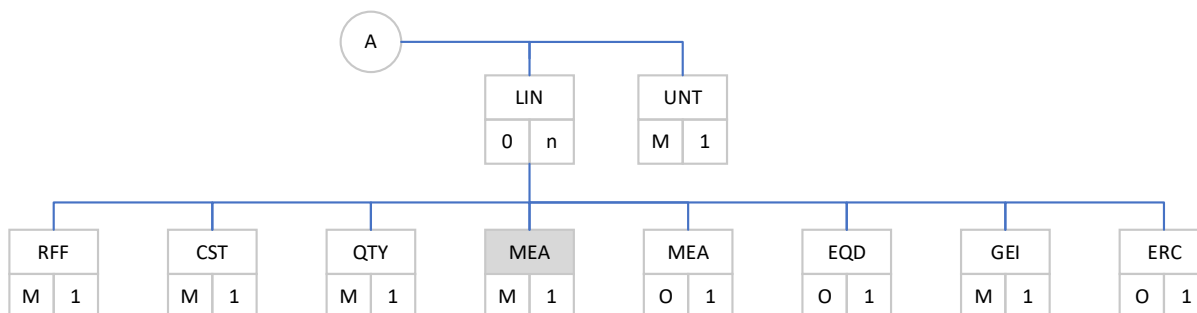 A
LIN UNT
0 n M 1
RFF CST QTY MEA MEA EQD GEI ERC
M 1 M 1 M 1 M 1 O 1 O 1 M 1 O 1